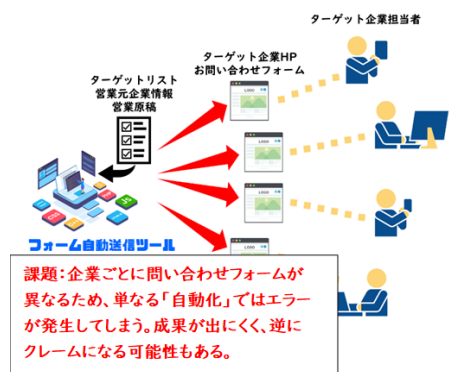 ターゲット企業担当者
ターゲット企業HP
お問い合わせフォーム
ターゲットリスト
営業元企業情報
営業原稿
LOGO
LOGO
LOGO
LOGO
JS
CSS
フォーム自動送信ツール
課題：企業ごとに問い合わせフォームが
異なるため、単なる「自動化」ではエラー
が発生してしまう。成果が出にくく、逆に
クレームになる可能性もある。